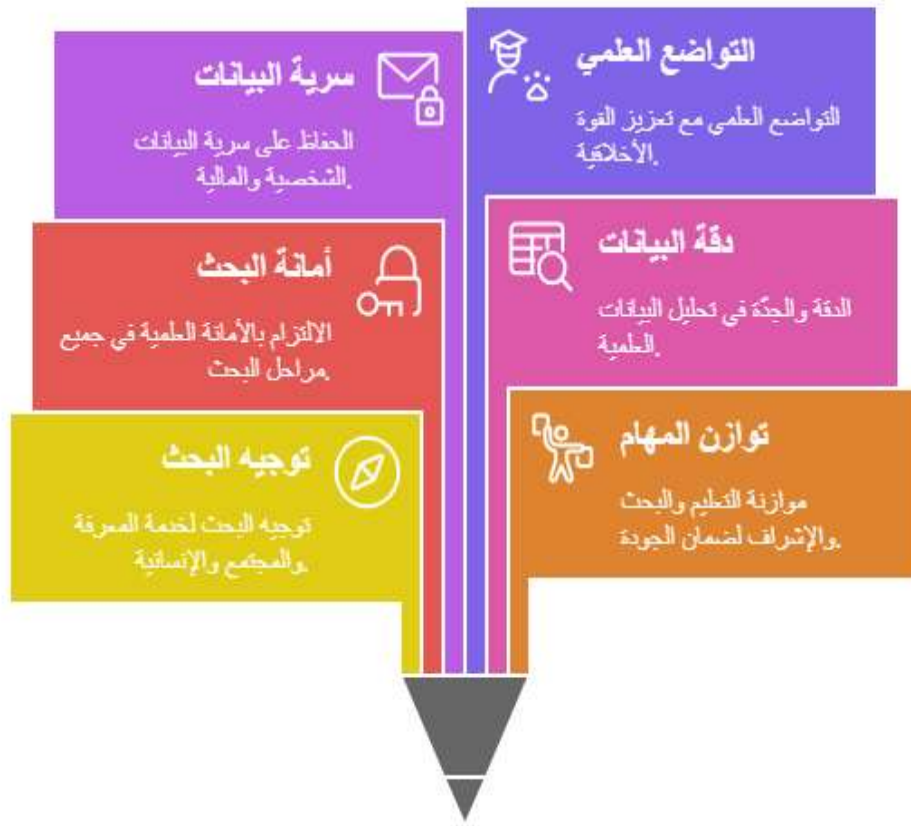 التواضع العلمي
التواضع العلمي مع تعزيز القوة
الأخلاقية.
سرية البيانات
الحفاظ على سرية البيانات
الشخصية والمالية.
دقة البيانات
الدقة والجدّة في تحليل البيانات
العلمية.
أمانة البحث
الالتزام بالأمانة العلمية في جميع
مراحل البحث.
توازن المهام
موازنة التعليم والبحث
والإشراف لضمان الجودة.
توجيه البحث
توجيه البحث لخدمة المعرفة
والمجتمع والإنسانية.